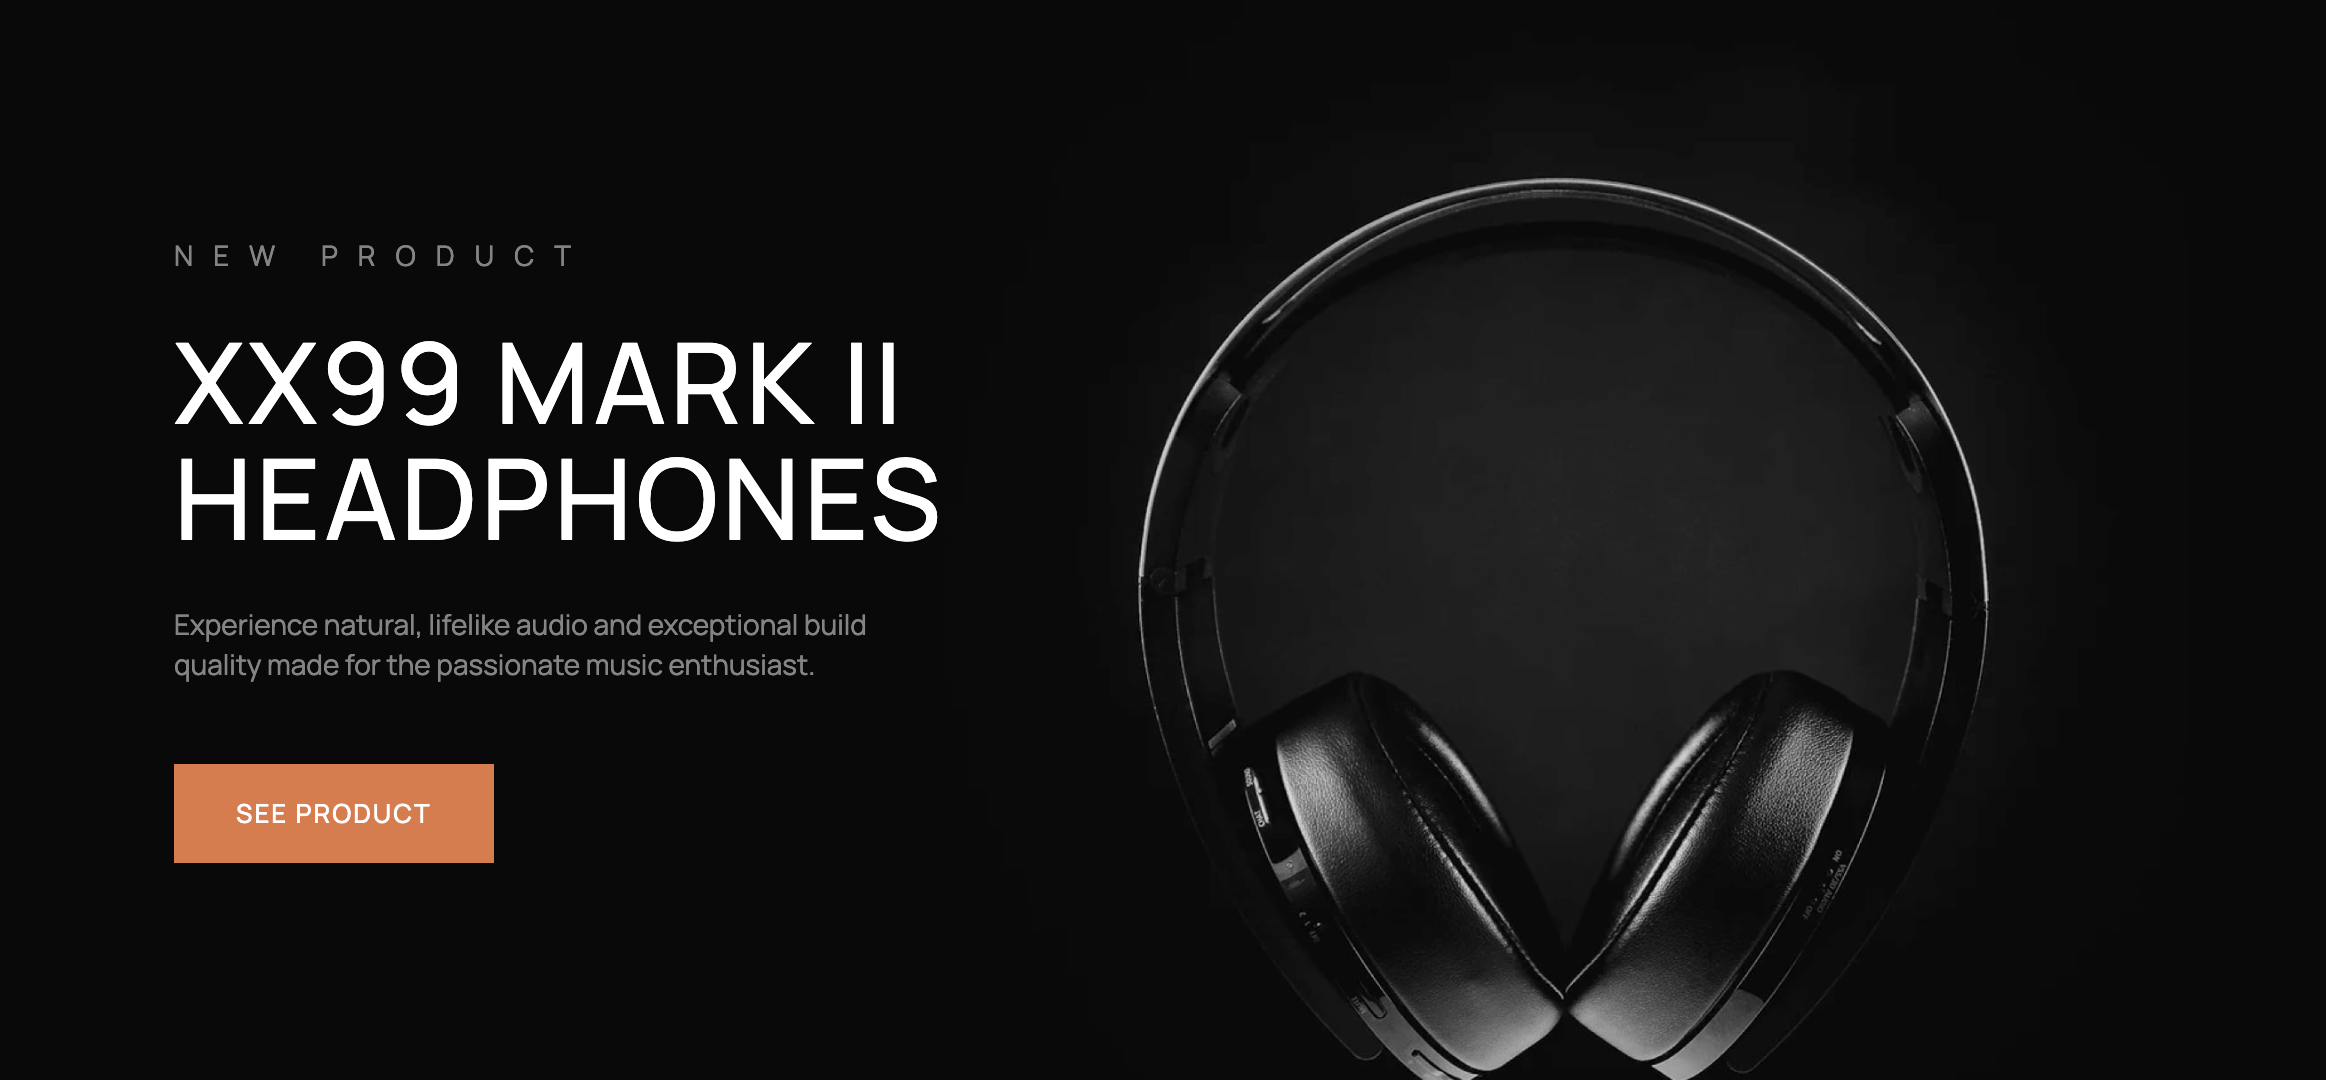 NEW PRODUCT
XX99 MARK II
HEADPHONES
Experience natural, lifelike audio and exceptional build
quality made for the passionate music enthusiast.
SEE PRODUCT